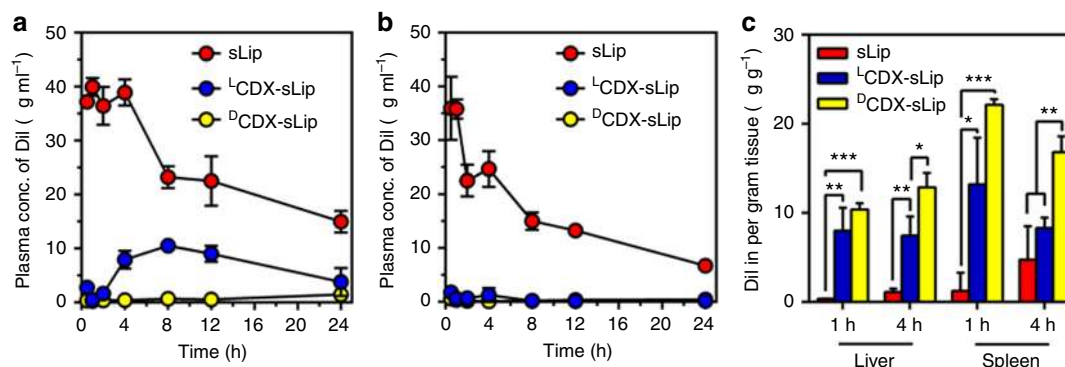 a
50
40
30
20
10
0
Plasma conc. of DiI ( g ml⁻¹)
sLip
ᴸCDX-sLip
ᴰCDX-sLip
0 4 8 12 16 20 24
Time (h)
b
50
40
30
20
10
0
Plasma conc. of DiI ( g ml⁻¹)
sLip
ᴸCDX-sLip
ᴰCDX-sLip
0 4 8 12 16 20 24
Time (h)
c
30
20
10
0
DiI in per gram tissue ( g g⁻¹)
sLip
ᴸCDX-sLip
ᴰCDX-sLip
***
**
*
**
***
*
**
1 h 4 h 1 h 4 h
Liver Spleen